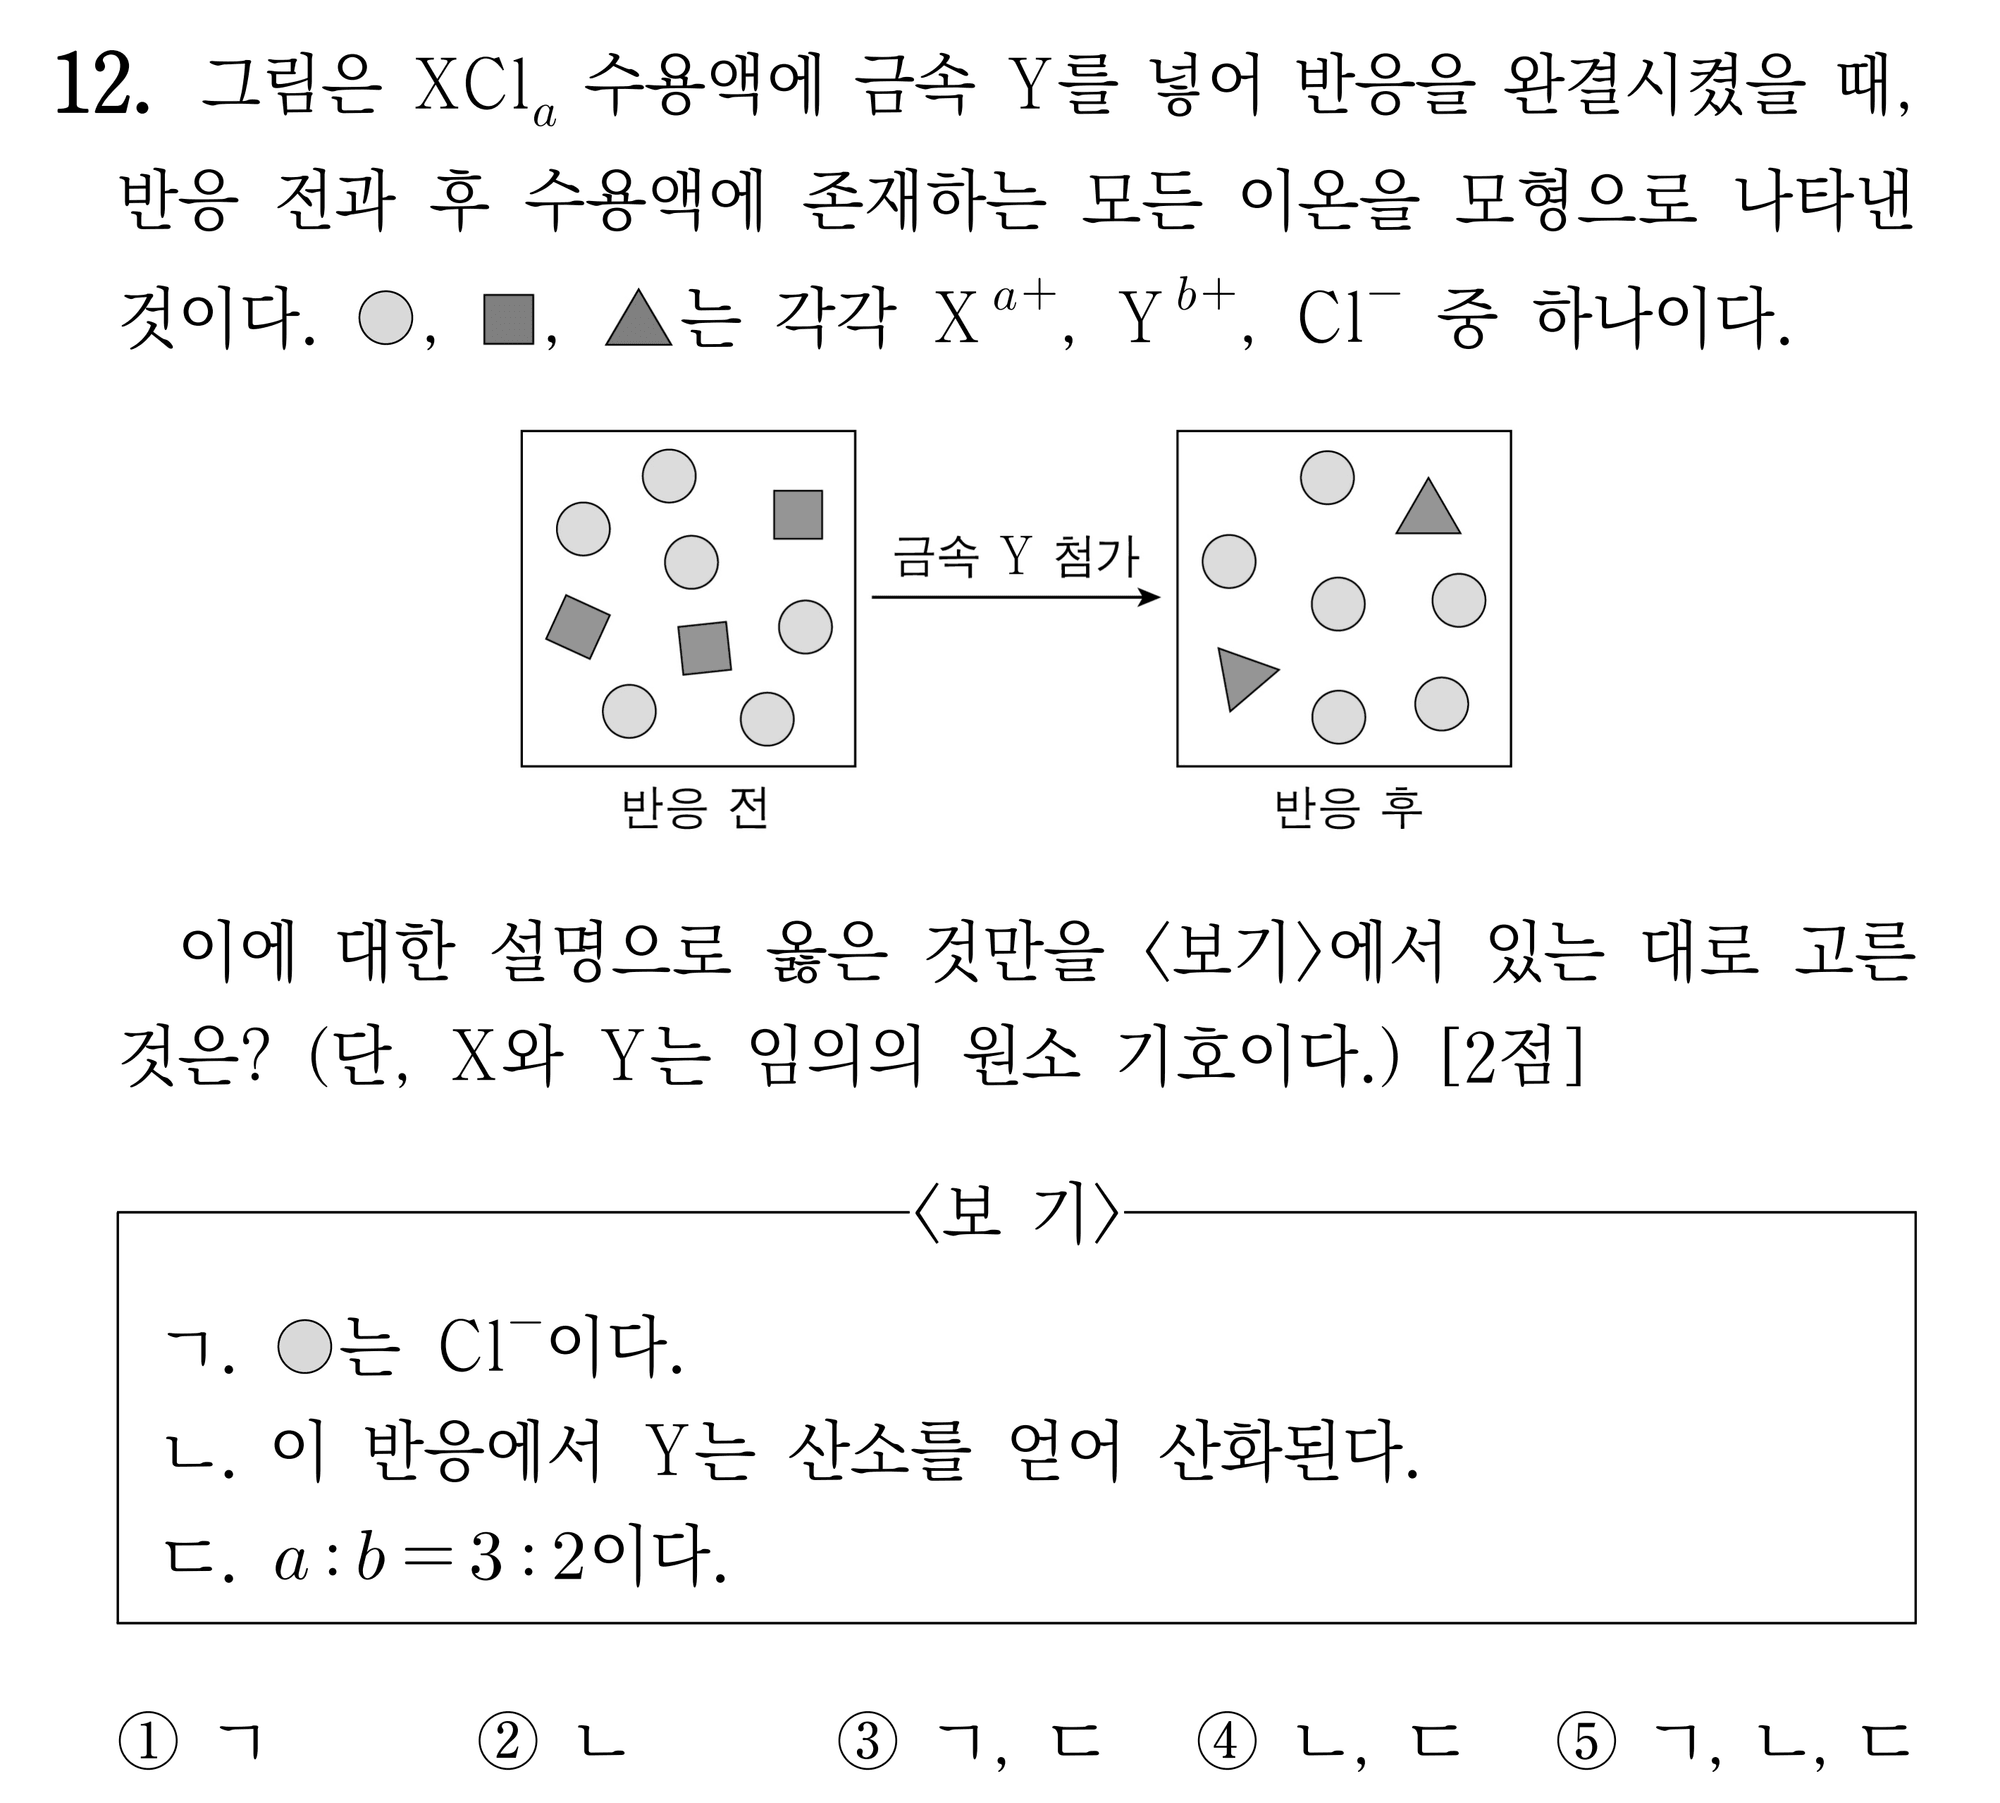 12. 그림은 XClₐ 수용액에 금속 Y를 넣어 반응을 완결시켰을 때,
반응 전과 후 수용액에 존재하는 모든 이온을 모형으로 나타낸
것이다. , , 는 각각 Xᵃ⁺, Yᵇ⁺, Cl⁻ 중 하나이다.
금속 Y 첨가
반응 전
반응 후
이에 대한 설명으로 옳은 것만을 〈보기〉에서 있는 대로 고른
것은? (단, X와 Y는 임의의 원소 기호이다.) [2점]
〈보 기〉
ㄱ. 는 Cl⁻이다.
ㄴ. 이 반응에서 Y는 산소를 얻어 산화된다.
ㄷ. a : b = 3 : 2이다.
① ㄱ ② ㄴ ③ ㄱ, ㄷ ④ ㄴ, ㄷ ⑤ ㄱ, ㄴ, ㄷ